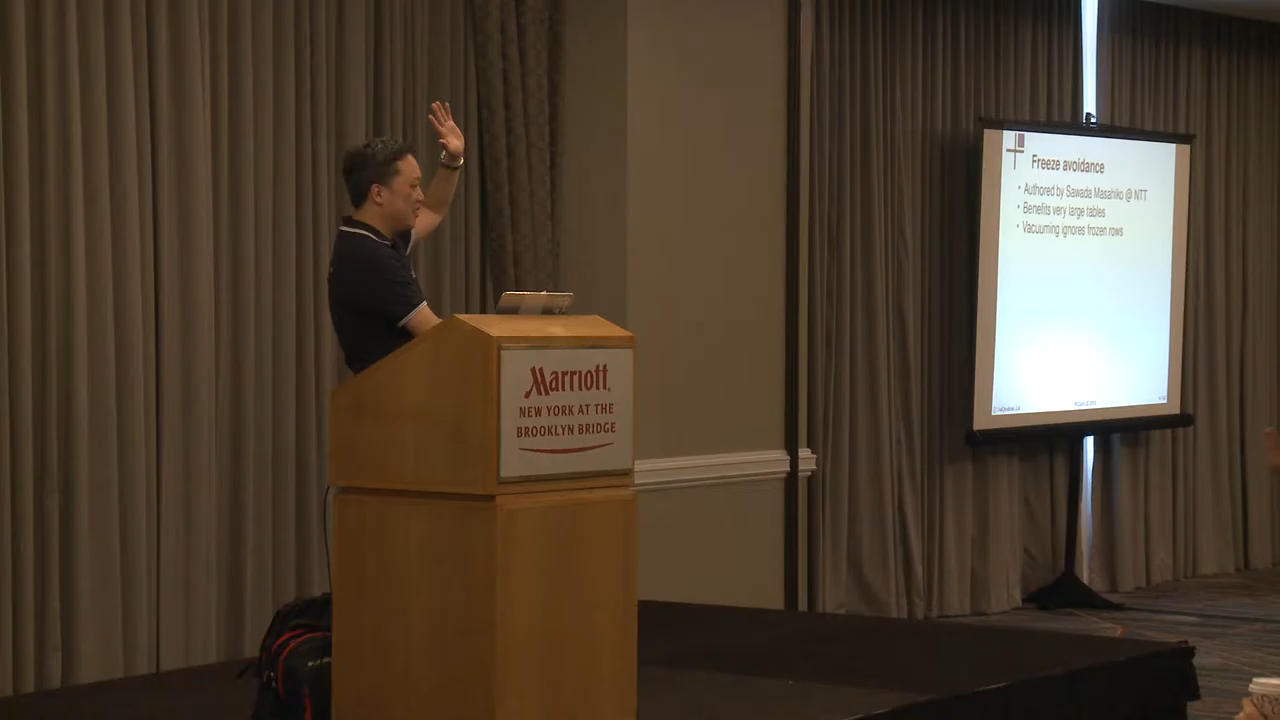 Freeze avoidance
• Authored by Sawada Masahiko @ NTT
• Benefits very large tables
• Vacuuming ignores frozen rows
Marriott
NEW YORK AT THE
BROOKLYN BRIDGE